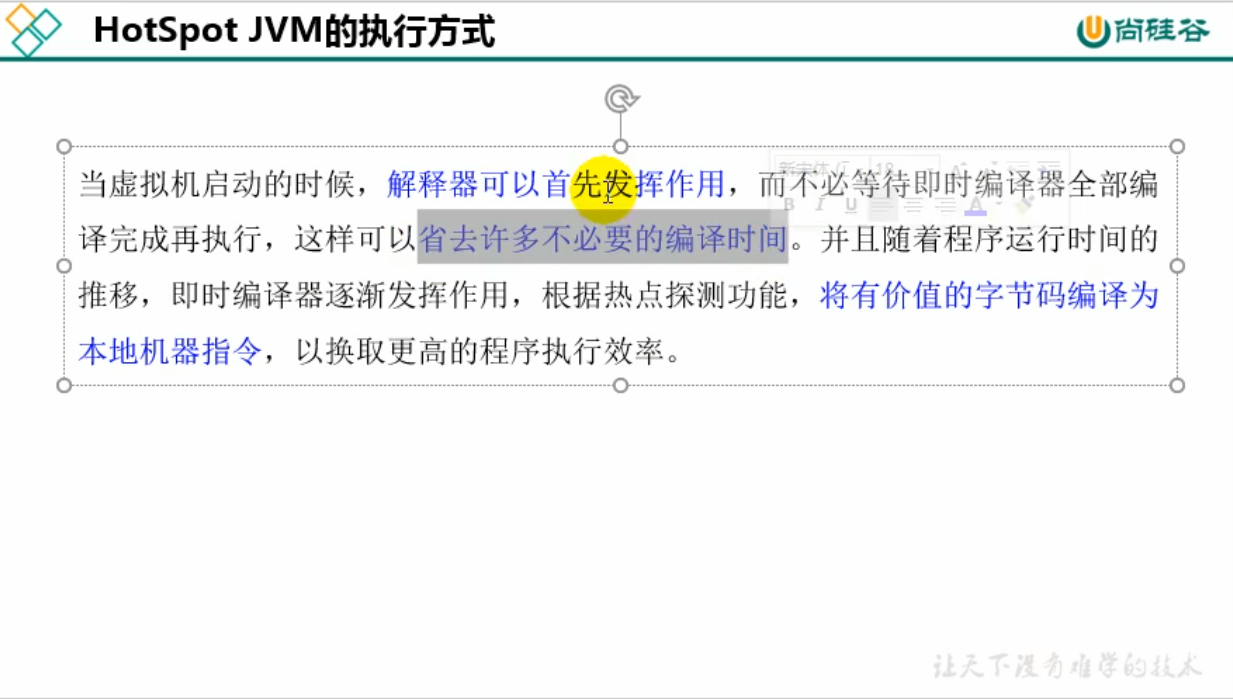 HotSpot JVM的执行方式
尚硅谷
当虚拟机启动的时候，解释器可以首先发挥作用，而不必等待即时编译器全部编
译完成再执行，这样可以省去许多不必要的编译时间。并且随着程序运行时间的
推移，即时编译器逐渐发挥作用，根据热点探测功能，将有价值的字节码编译为
本地机器指令，以换取更高的程序执行效率。
让天下没有难学的技术